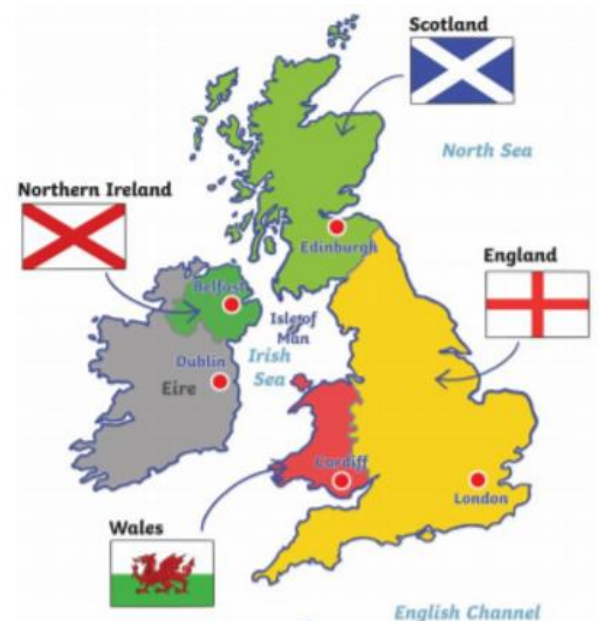 Scotland
North Sea
Northern Ireland
Edinburgh
England
Belfast
Isle of
Man
Irish
Sea
Dublin
Eire
Cardiff
London
Wales
English Channel